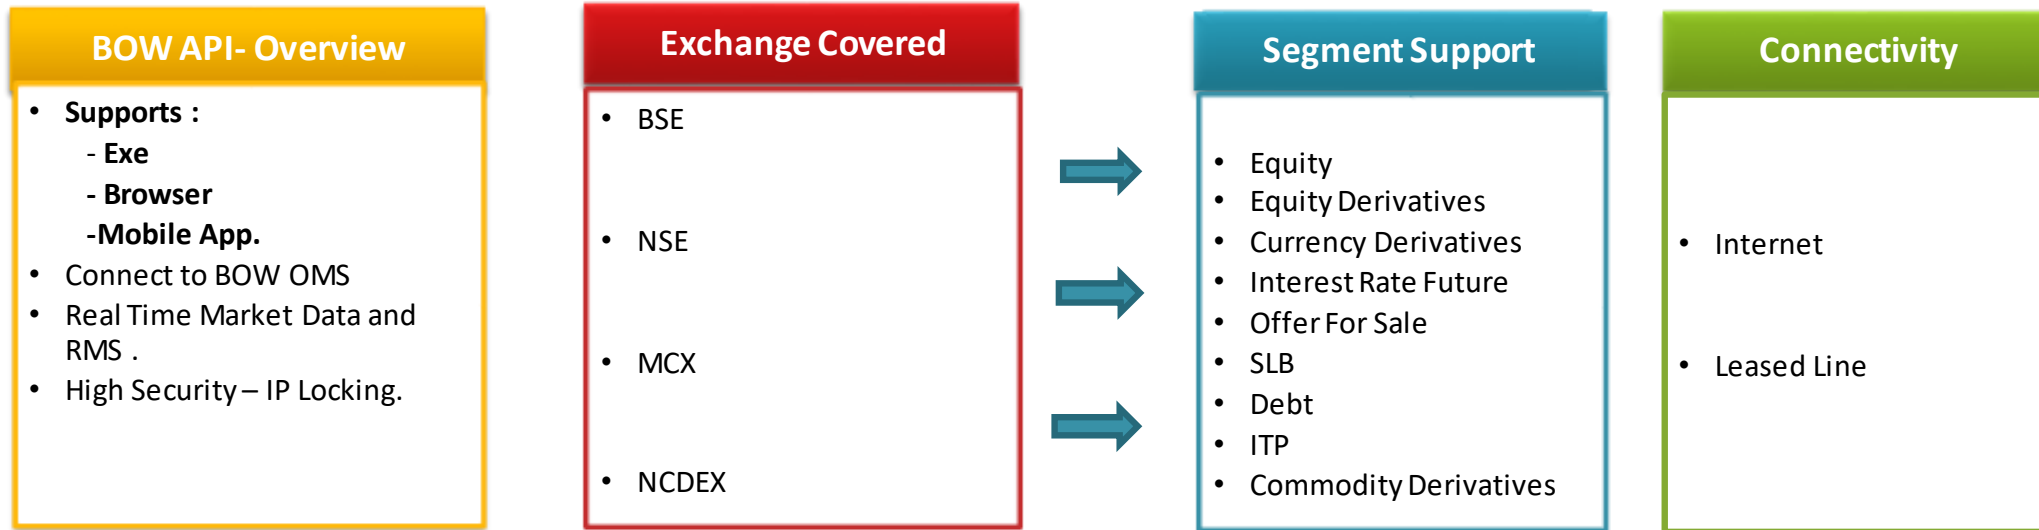 BOW API- Overview
• Supports :
- Exe
- Browser
-Mobile App.
• Connect to BOW OMS
• Real Time Market Data and
RMS .
• High Security – IP Locking.
Exchange Covered
• BSE
• NSE
• MCX
• NCDEX
Segment Support
• Equity
• Equity Derivatives
• Currency Derivatives
• Interest Rate Future
• Offer For Sale
• SLB
• Debt
• ITP
• Commodity Derivatives
Connectivity
• Internet
• Leased Line